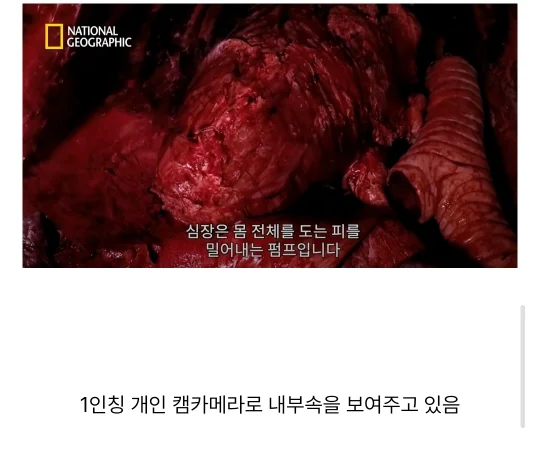 NATIONAL
GEOGRAPHIC
심장은 몸 전체를 도는 피를
밀어내는 펌프입니다
1인칭 개인 캠카메라로 내부속을 보여주고 있음